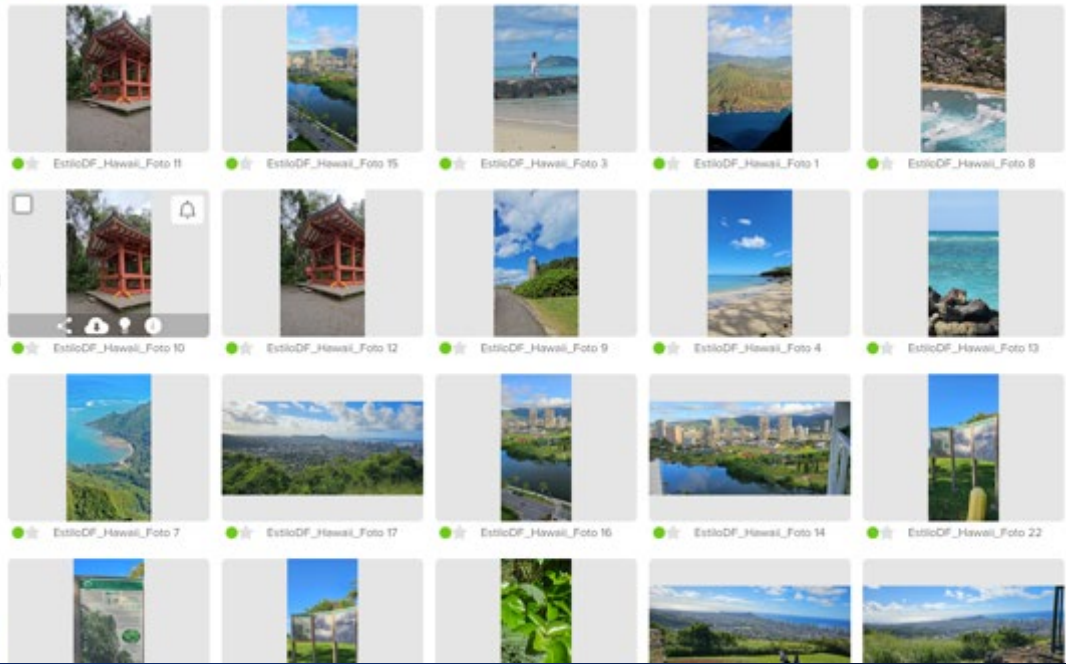 EstiloDF_Hawaii_Foto 11
EstiloDF_Hawaii_Foto 15
EstiloDF_Hawaii_Foto 3
EstiloDF_Hawaii_Foto 1
EstiloDF_Hawaii_Foto 8
EstiloDF_Hawaii_Foto 10
EstiloDF_Hawaii_Foto 12
EstiloDF_Hawaii_Foto 9
EstiloDF_Hawaii_Foto 4
EstiloDF_Hawaii_Foto 13
EstiloDF_Hawaii_Foto 7
EstiloDF_Hawaii_Foto 17
EstiloDF_Hawaii_Foto 16
EstiloDF_Hawaii_Foto 14
EstiloDF_Hawaii_Foto 22